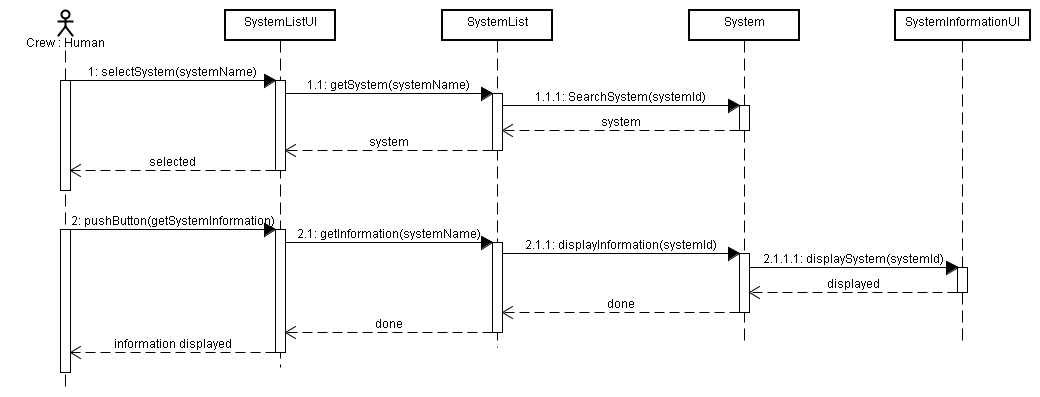 SystemListUI
SystemList
System
SystemInformationUI
Crew : Human
1: selectSystem(systemName)
1.1: getSystem(systemName)
1.1.1: SearchSystem(systemId)
system
system
selected
2: pushButton(getSystemInformation)
2.1: getInformation(systemName)
2.1.1: displayInformation(systemId)
2.1.1.1: displaySystem(systemId)
displayed
done
done
information displayed